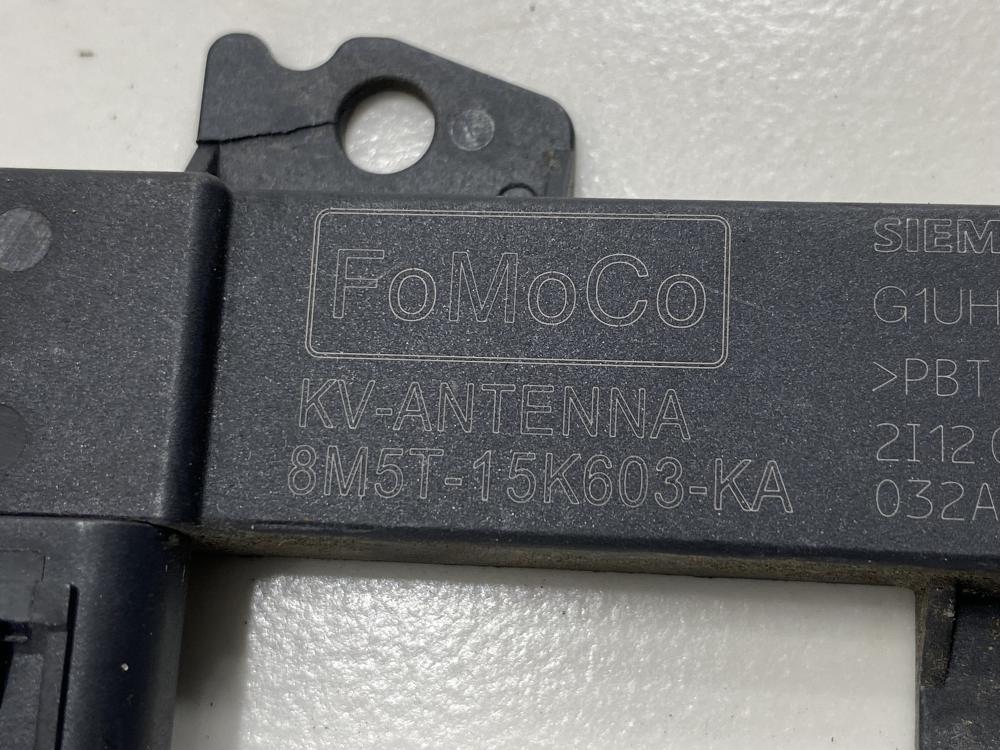 FoMoCo
KV-ANTENNA
8M5T-15K603-KA
SIEM
G1UH
>PBT
2I12
032A